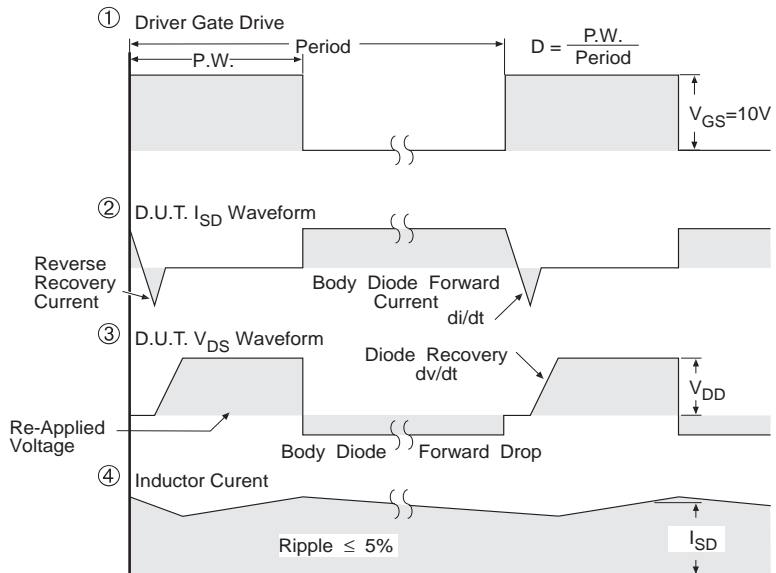 ① Driver Gate Drive
Period
P.W.
D = P.W. / Period
V_GS=10V
② D.U.T. I_SD Waveform
Reverse
Recovery
Current
Body Diode Forward
Current
di/dt
③ D.U.T. V_DS Waveform
Diode Recovery
dv/dt
V_DD
Re-Applied
Voltage
Body Diode Forward Drop
④ Inductor Curent
Ripple ≤ 5%
I_SD